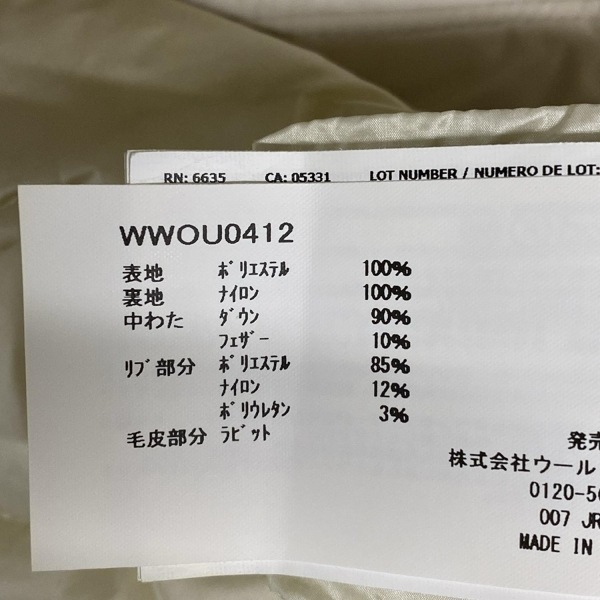 RN: 6635 CA: 05331 LOT NUMBER / NUMERO DE LOT:
WWOU0412
表地 ﾎﾟﾘｴｽﾃﾙ 100%
裏地 ﾅｲﾛﾝ 100%
中わた ﾀﾞｳﾝ 90%
ﾌｪｻﾞｰ 10%
ﾘﾌﾞ部分 ﾎﾟﾘｴｽﾃﾙ 85%
ﾅｲﾛﾝ 12%
ﾎﾟﾘｳﾚﾀﾝ 3%
毛皮部分 ﾗﾋﾞｯﾄ
発売
株式会社ウール
0120-56
007 JR
MADE IN